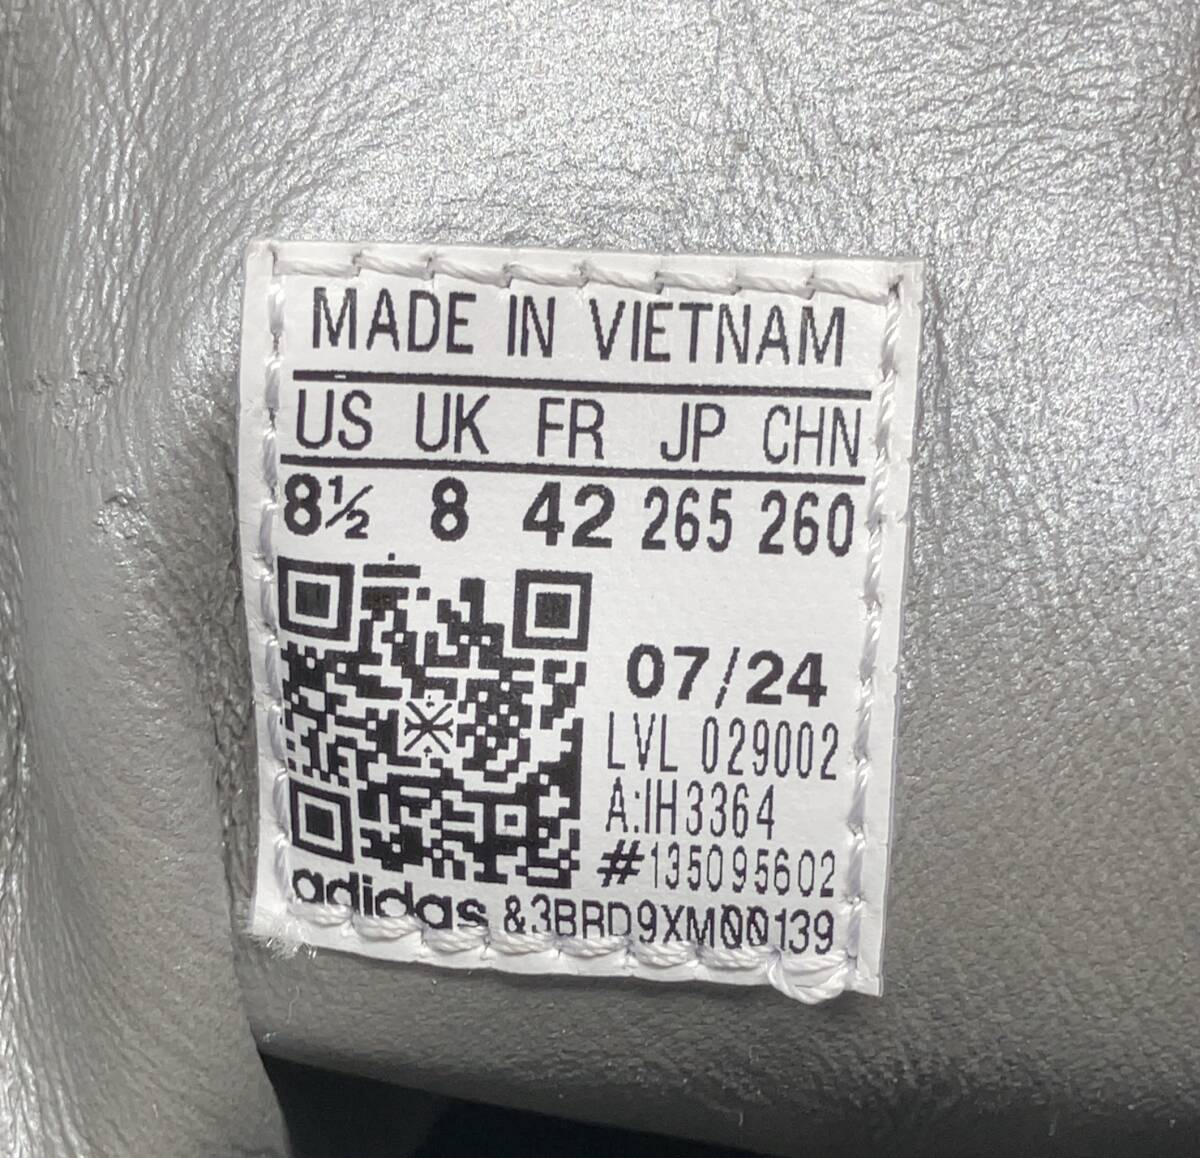 MADE IN VIETNAM
US UK FR JP CHN
8½ 8 42 265 260
07/24
LVL 029002
A:IH3364
#135095602
adidas &3BRD9XM00139